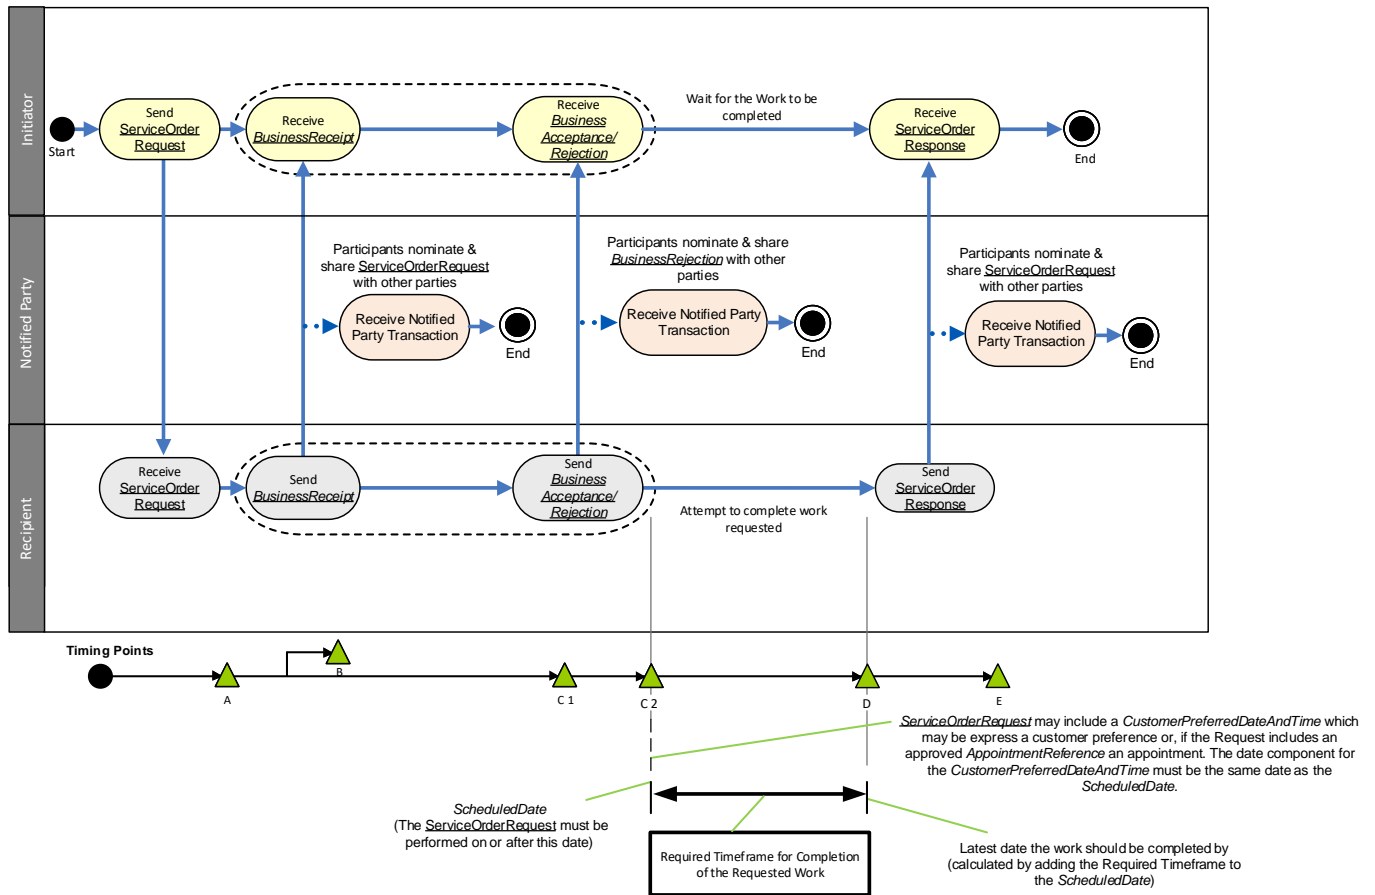 Initiator
Start
Send
ServiceOrder
Request
Receive
BusinessReceipt
Receive
Business
Acceptance/
Rejection
Wait for the Work to be
completed
Receive
ServiceOrder
Response
End
Notified Party
Participants nominate &
share ServiceOrderRequest
with other parties
Receive Notified
Party Transaction
End
Participants nominate & share
BusinessRejection with other
parties
Receive Notified Party
Transaction
End
Participants nominate &
share ServiceOrderRequest
with other parties
Receive Notified
Party Transaction
End
Recipient
Receive
ServiceOrder
Request
Send
BusinessReceipt
Send
Business
Acceptance/
Rejection
Attempt to complete work
requested
Send
ServiceOrder
Response
Timing Points
A
B
C 1
C 2
D
E
ServiceOrderRequest may include a CustomerPreferredDateAndTime which
may be express a customer preference or, if the Request includes an
approved AppointmentReference an appointment. The date component for
the CustomerPreferredDateAndTime must be the same date as the
ScheduledDate.
ScheduledDate
(The ServiceOrderRequest must be
performed on or after this date)
Required Timeframe for Completion
of the Requested Work
Latest date the work should be completed by
(calculated by adding the Required Timeframe to
the ScheduledDate)